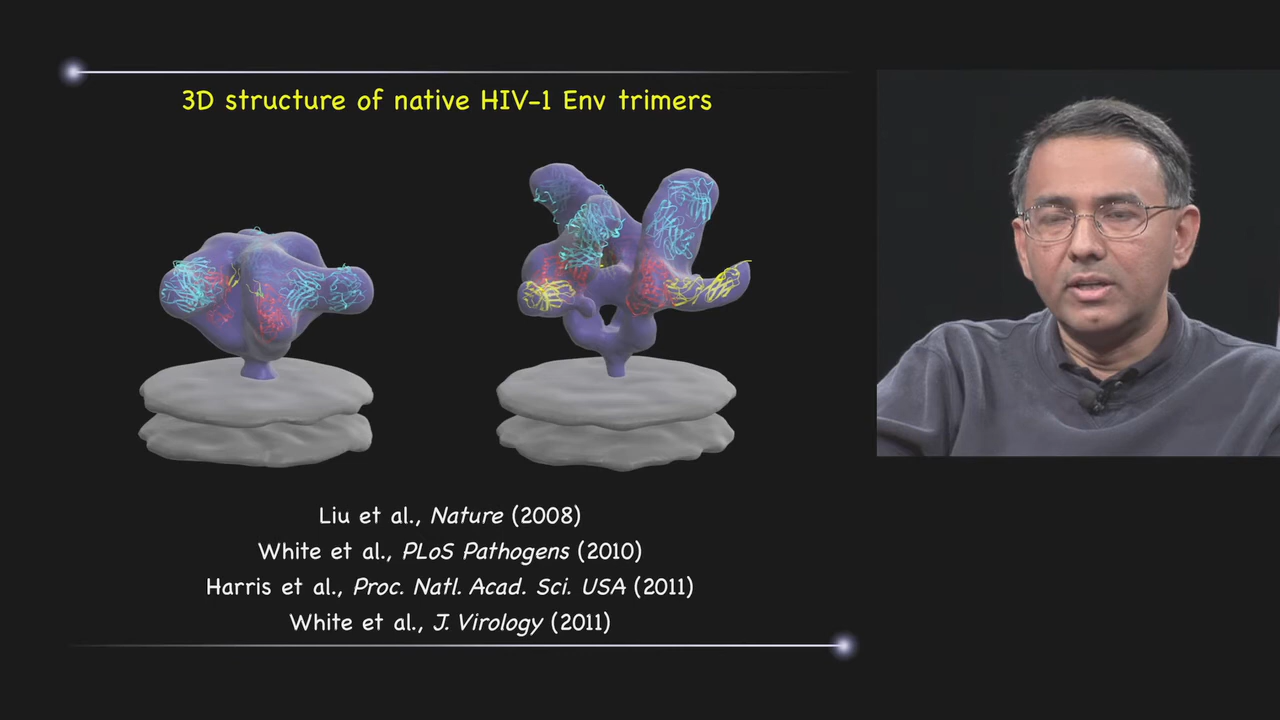 3D structure of native HIV-1 Env trimers
Liu et al., Nature (2008)
White et al., PLoS Pathogens (2010)
Harris et al., Proc. Natl. Acad. Sci. USA (2011)
White et al., J. Virology (2011)